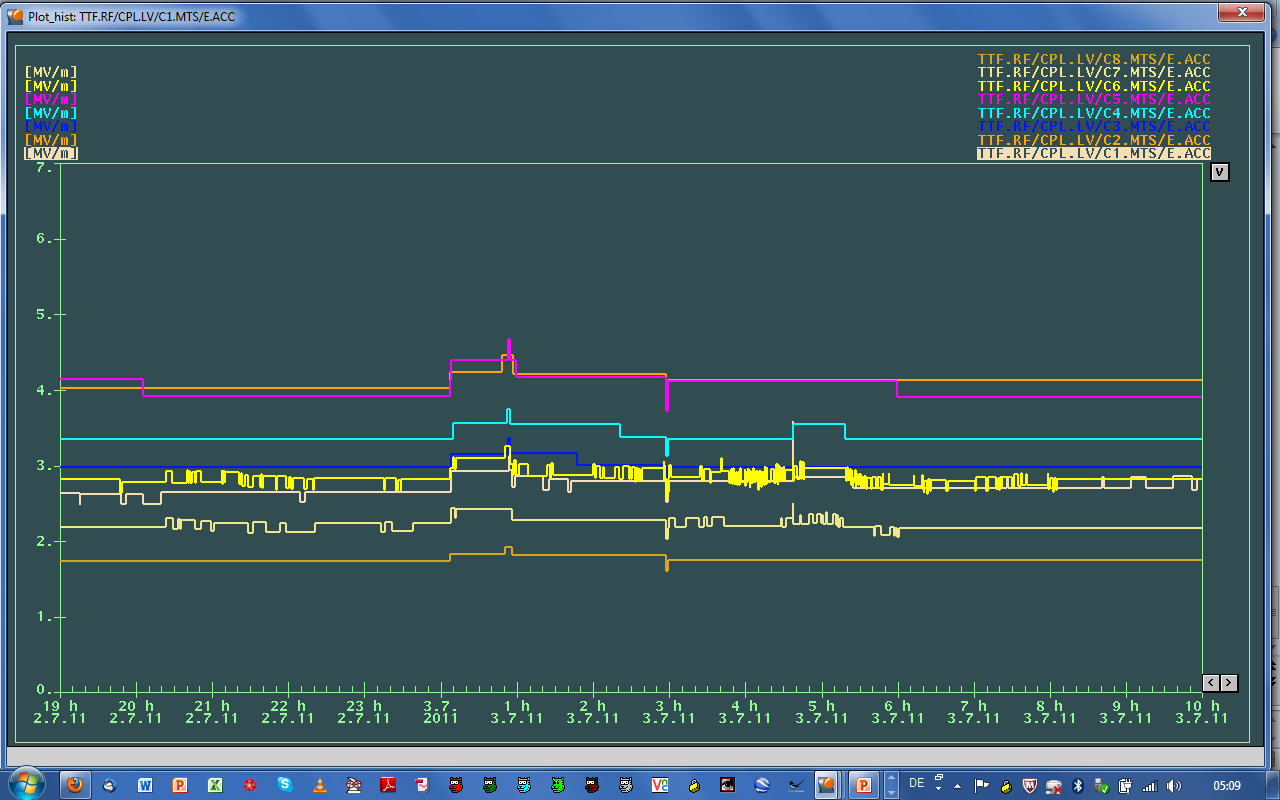 Plot_hist: TTF.RF/CPL.LV/C1.MTS/E.ACC
TTF.RF/CPL.LV/C8.MTS/E.ACC
[MV/m] TTF.RF/CPL.LV/C7.MTS/E.ACC
[MV/m] TTF.RF/CPL.LV/C6.MTS/E.ACC
[MV/m] TTF.RF/CPL.LV/C5.MTS/E.ACC
[MV/m] TTF.RF/CPL.LV/C4.MTS/E.ACC
[MV/m] TTF.RF/CPL.LV/C3.MTS/E.ACC
[MV/m] TTF.RF/CPL.LV/C2.MTS/E.ACC
[MV/m] TTF.RF/CPL.LV/C1.MTS/E.ACC
7.
V
6.
5.
4.
3.
2.
1.
0.
< >
19 h 20 h 21 h 22 h 23 h 3.7. 1 h 2 h 3 h 4 h 5 h 6 h 7 h 8 h 9 h 10 h
2.7.11 2.7.11 2.7.11 2.7.11 2.7.11 2011 3.7.11 3.7.11 3.7.11 3.7.11 3.7.11 3.7.11 3.7.11 3.7.11 3.7.11 3.7.11
DE 05:09